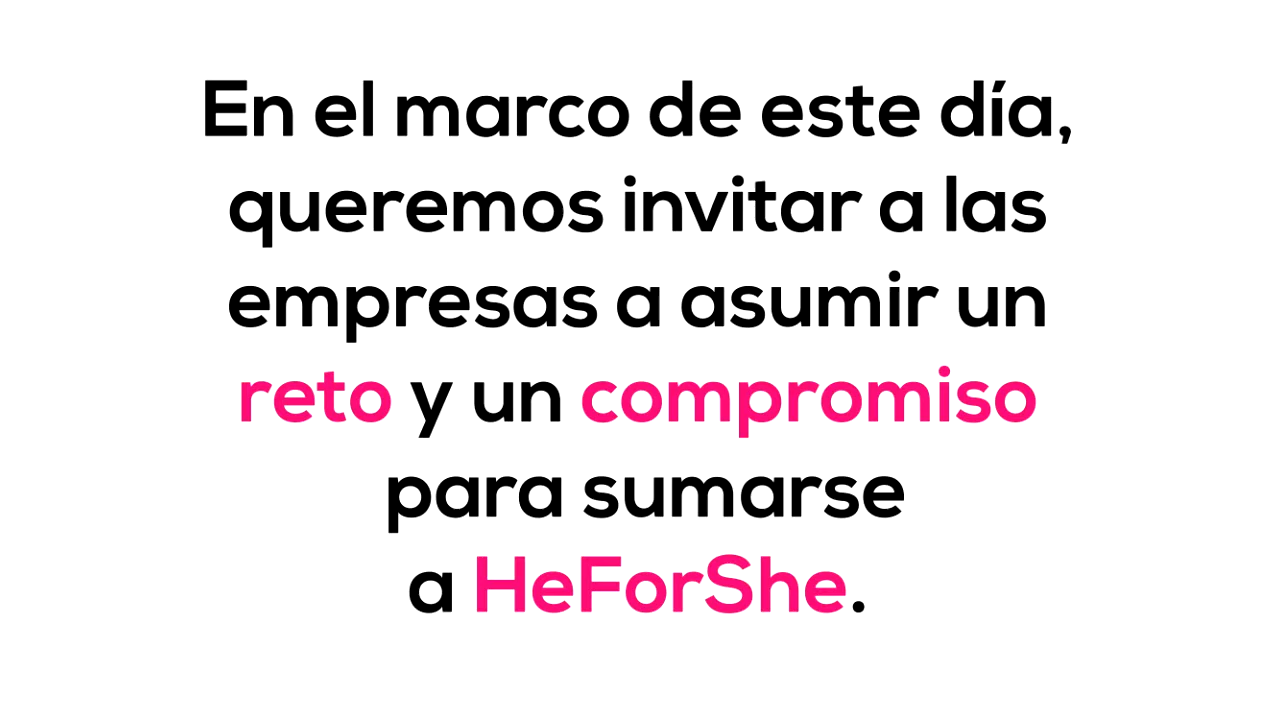 En el marco de este día,
queremos invitar a las
empresas a asumir un
reto y un compromiso
para sumarse
a HeForShe.